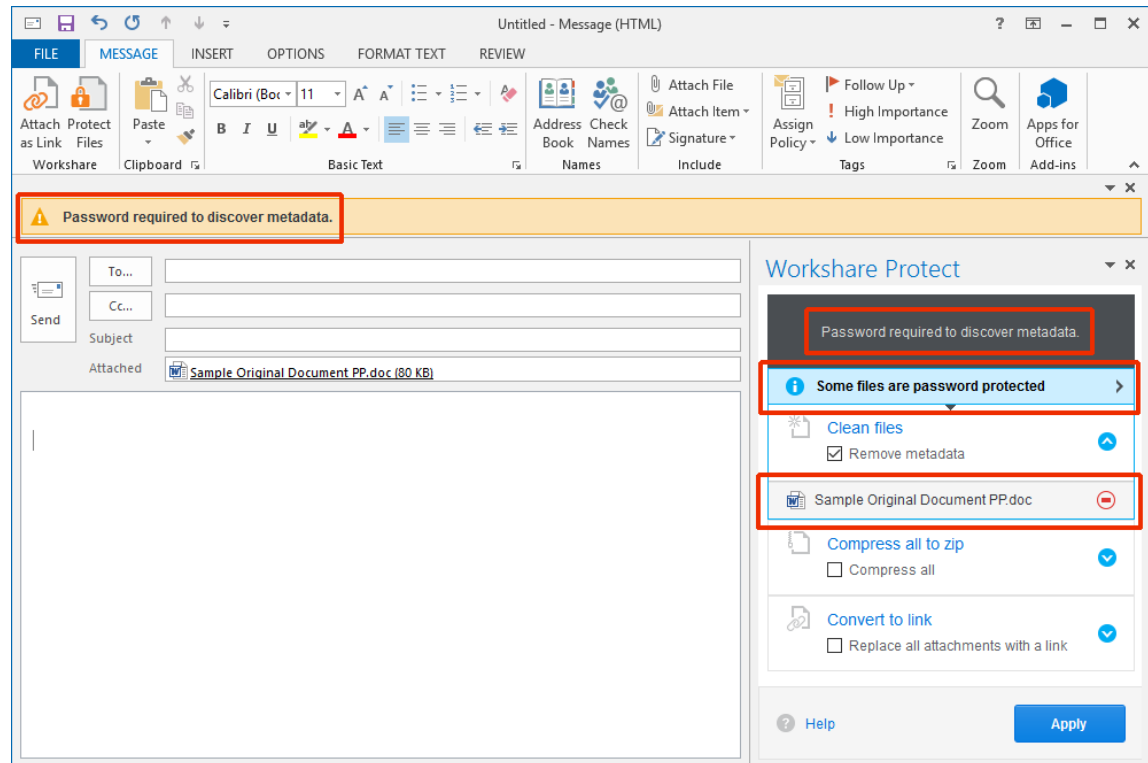 Untitled - Message (HTML)
FILE MESSAGE INSERT OPTIONS FORMAT TEXT REVIEW
Attach as Link
Protect Files
Workshare
Paste
Clipboard
Calibri (Boc 11
B I U
Basic Text
Address Book
Check Names
Names
Attach File
Attach Item
Signature
Include
Assign Policy
Follow Up
High Importance
Low Importance
Tags
Zoom
Zoom
Apps for Office
Add-ins
Password required to discover metadata.
Send
To...
Cc...
Subject
Attached Sample Original Document PP.doc (80 KB)
Workshare Protect
Password required to discover metadata.
Some files are password protected
Clean files
Remove metadata
Sample Original Document PP.doc
Compress all to zip
Compress all
Convert to link
Replace all attachments with a link
Help
Apply